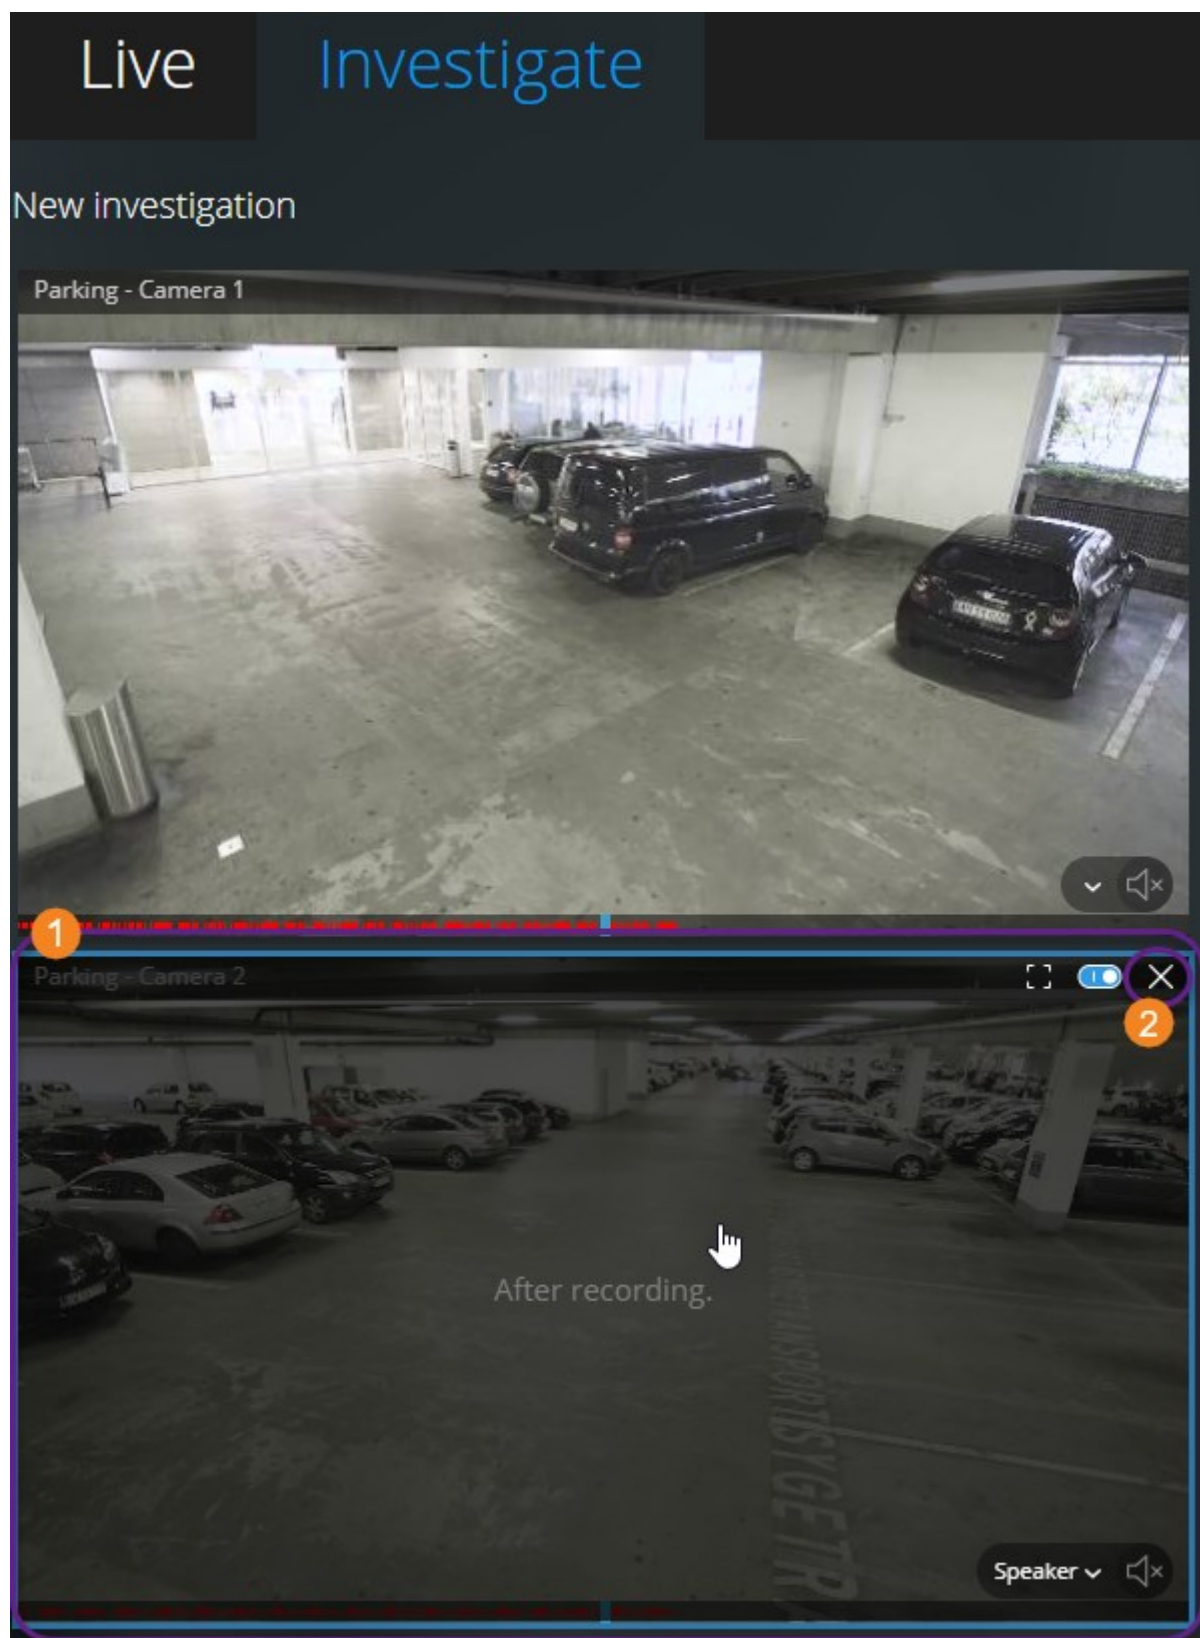 Live Investigate
New investigation
Parking - Camera 1
1
Parking - Camera 2
2
After recording.
Speaker